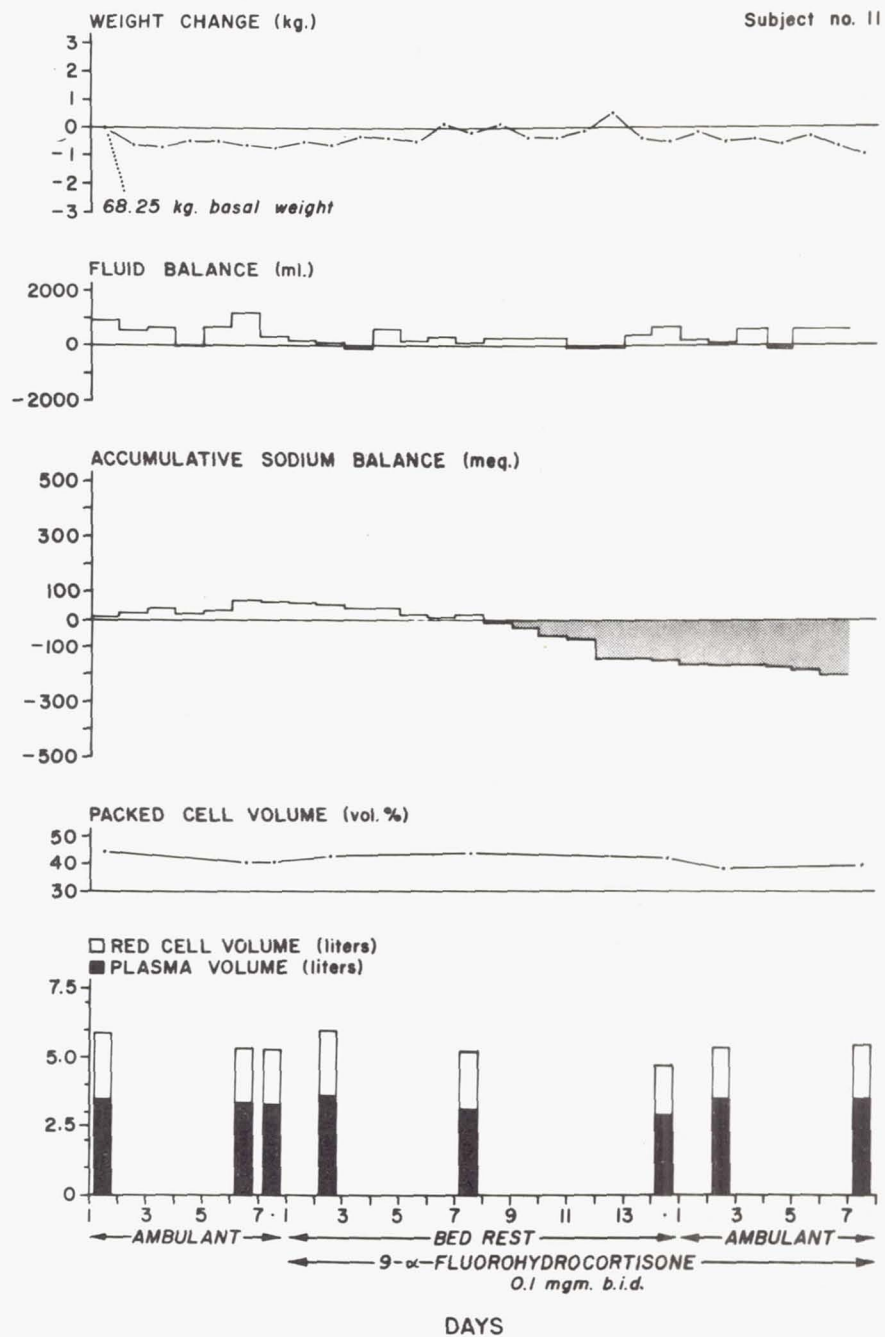 WEIGHT CHANGE (kg.)
Subject no. 11
3
2
1
0
-1
-2
-3
68.25 kg. basal weight
FLUID BALANCE (ml.)
2000
0
-2000
ACCUMULATIVE SODIUM BALANCE (meq.)
500
300
100
0
-100
-300
-500
PACKED CELL VOLUME (vol.%)
50
40
30
RED CELL VOLUME (liters)
PLASMA VOLUME (liters)
7.5
5.0
2.5
0
1 3 5 7 · 1 3 5 7 9 11 13 · 1 3 5 7
AMBULANT BED REST AMBULANT
9-α-FLUOROHYDROCORTISONE
0.1 mgm. b.i.d.
DAYS